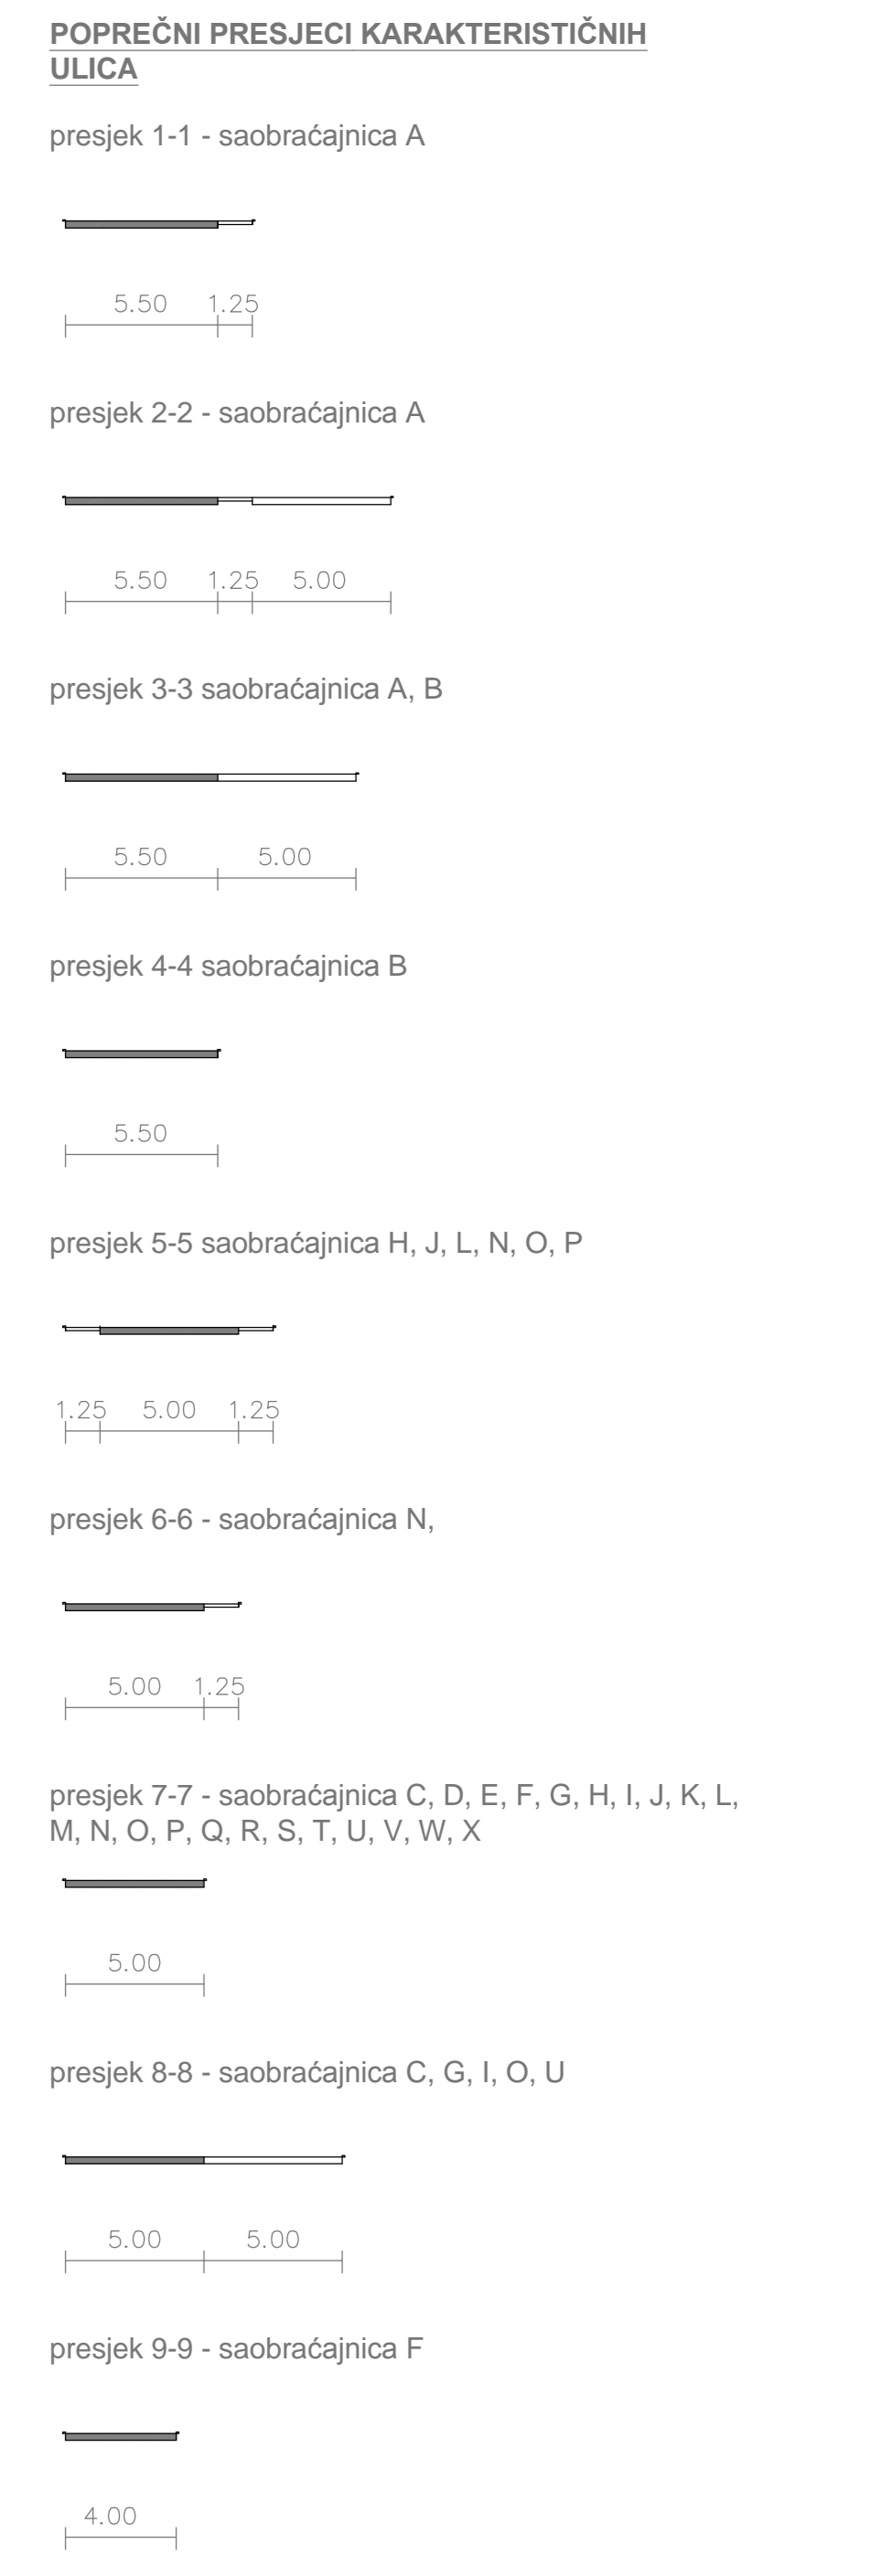 POPREČNI PRESJECI KARAKTERISTIČNIH
ULICA
presjek 1-1 - saobraćajnica A
5.50 1.25
presjek 2-2 - saobraćajnica A
5.50 1.25 5.00
presjek 3-3 saobraćajnica A, B
5.50 5.00
presjek 4-4 saobraćajnica B
5.50
presjek 5-5 saobraćajnica H, J, L, N, O, P
1.25 5.00 1.25
presjek 6-6 - saobraćajnica N,
5.00 1.25
presjek 7-7 - saobraćajnica C, D, E, F, G, H, I, J, K, L,
M, N, O, P, Q, R, S, T, U, V, W, X
5.00
presjek 8-8 - saobraćajnica C, G, I, O, U
5.00 5.00
presjek 9-9 - saobraćajnica F
4.00